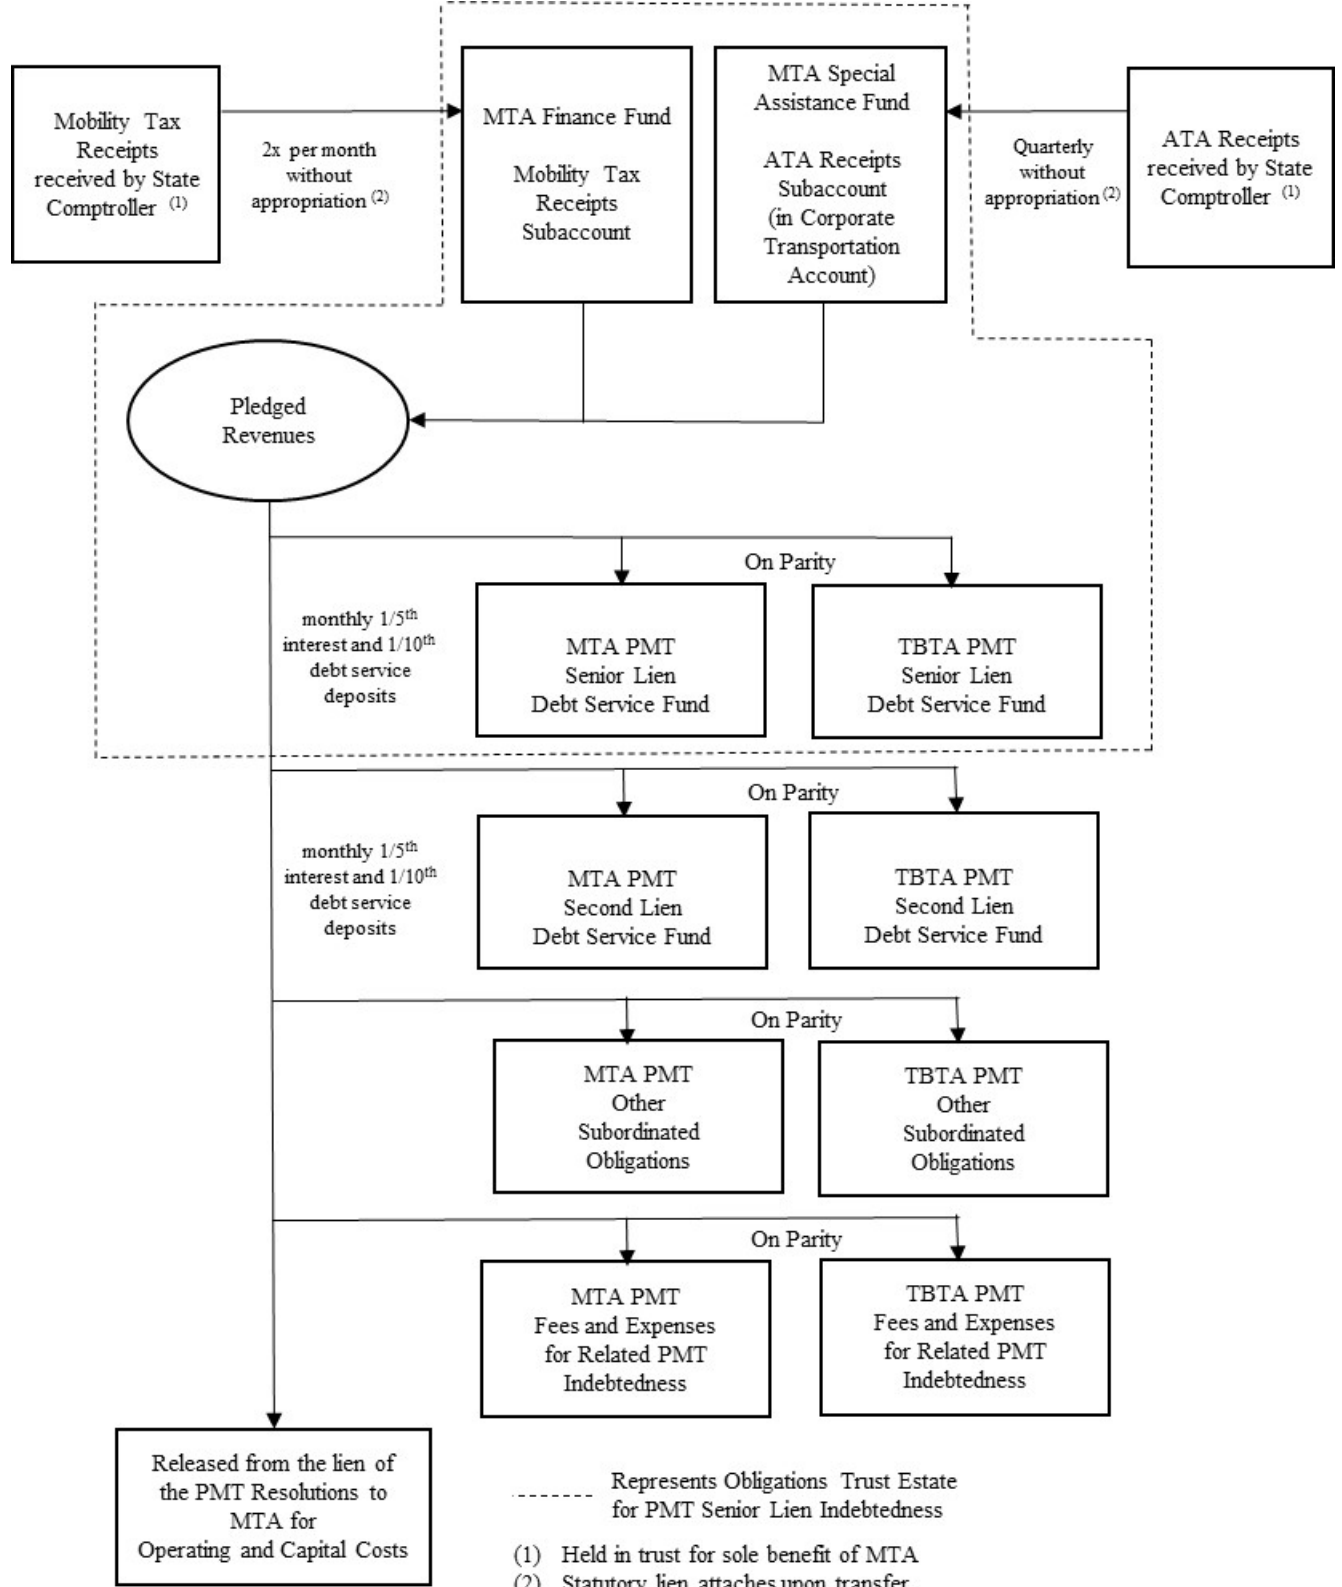 Mobility Tax
Receipts
received by State
Comptroller (1)
2x per month
without
appropriation (2)
MTA Finance Fund
Mobility Tax
Receipts
Subaccount
MTA Special
Assistance Fund
ATA Receipts
Subaccount
(in Corporate
Transportation
Account)
Quarterly
without
appropriation (2)
ATA Receipts
received by State
Comptroller (1)
Pledged
Revenues
On Parity
monthly 1/5th
interest and 1/10th
debt service
deposits
MTA PMT
Senior Lien
Debt Service Fund
TBTA PMT
Senior Lien
Debt Service Fund
On Parity
monthly 1/5th
interest and 1/10th
debt service
deposits
MTA PMT
Second Lien
Debt Service Fund
TBTA PMT
Second Lien
Debt Service Fund
On Parity
MTA PMT
Other
Subordinated
Obligations
TBTA PMT
Other
Subordinated
Obligations
On Parity
MTA PMT
Fees and Expenses
for Related PMT
Indebtedness
TBTA PMT
Fees and Expenses
for Related PMT
Indebtedness
Released from the lien of
the PMT Resolutions to
MTA for
Operating and Capital Costs
Represents Obligations Trust Estate
for PMT Senior Lien Indebtedness
(1) Held in trust for sole benefit of MTA
(2) Statutory lien attaches upon transfer